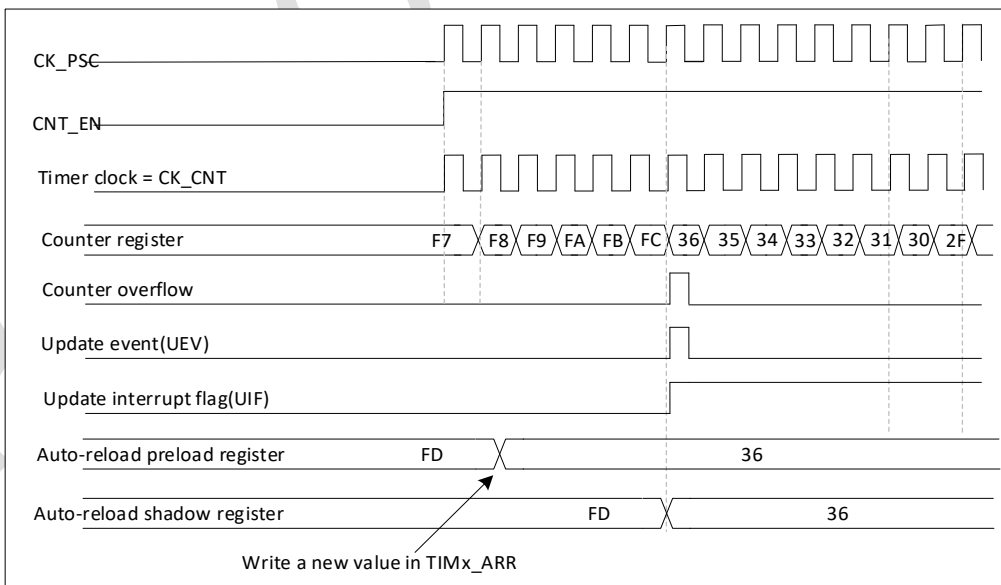 CK_PSC
CNT_EN
Timer clock = CK_CNT
Counter register F7 F8 F9 FA FB FC 36 35 34 33 32 31 30 2F
Counter overflow
Update event(UEV)
Update interrupt flag(UIF)
Auto-reload preload register FD 36
Auto-reload shadow register FD 36
Write a new value in TIMx_ARR